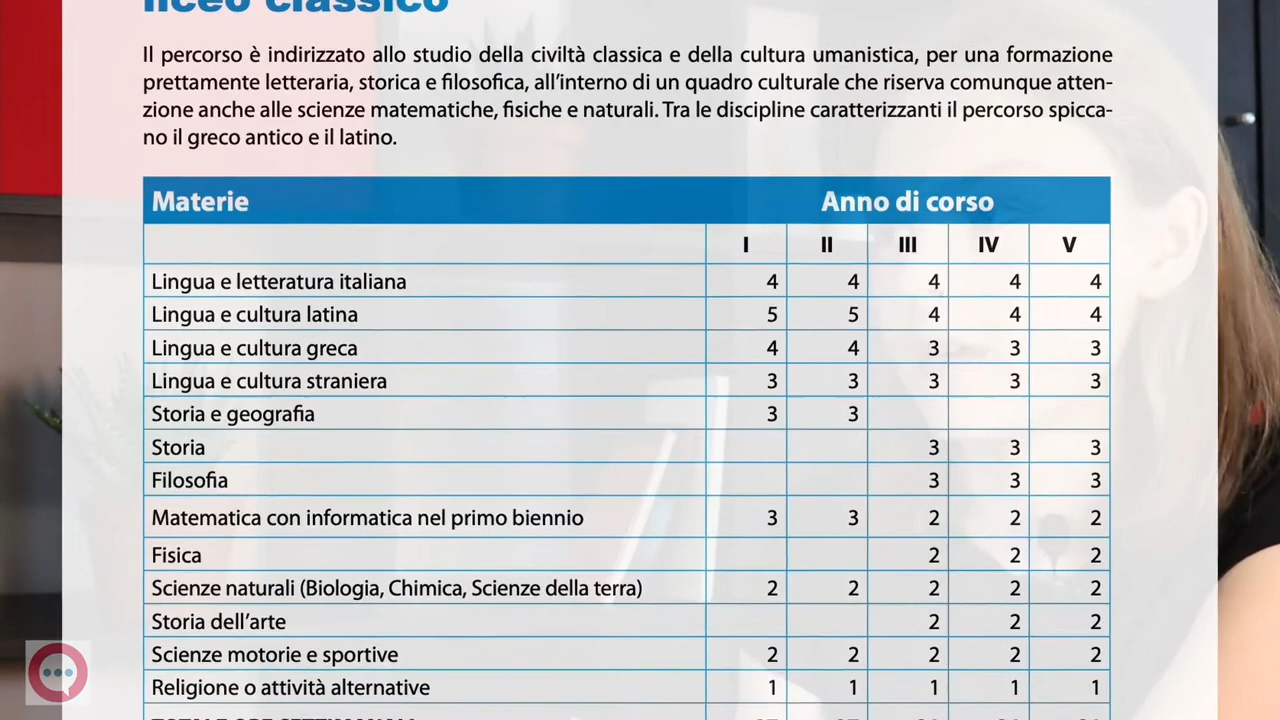 liceo classico
Il percorso è indirizzato allo studio della civiltà classica e della cultura umanistica, per una formazione
prettamente letteraria, storica e filosofica, all'interno di un quadro culturale che riserva comunque atten-
zione anche alle scienze matematiche, fisiche e naturali. Tra le discipline caratterizzanti il percorso spicca-
no il greco antico e il latino.
Materie Anno di corso
I II III IV V
Lingua e letteratura italiana 4 4 4 4 4
Lingua e cultura latina 5 5 4 4 4
Lingua e cultura greca 4 4 3 3 3
Lingua e cultura straniera 3 3 3 3 3
Storia e geografia 3 3
Storia 3 3 3
Filosofia 3 3 3
Matematica con informatica nel primo biennio 3 3 2 2 2
Fisica 2 2 2
Scienze naturali (Biologia, Chimica, Scienze della terra) 2 2 2 2 2
Storia dell'arte 2 2 2
Scienze motorie e sportive 2 2 2 2 2
Religione o attività alternative 1 1 1 1 1